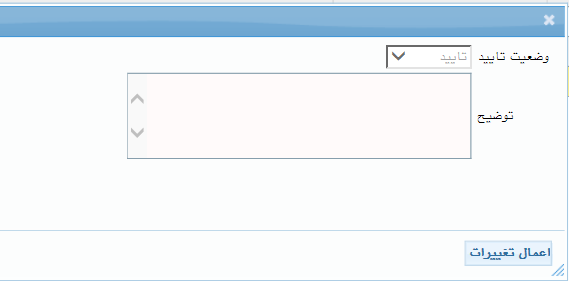 وضعیت تایید تایید
توضیح
اعمال تغییرات